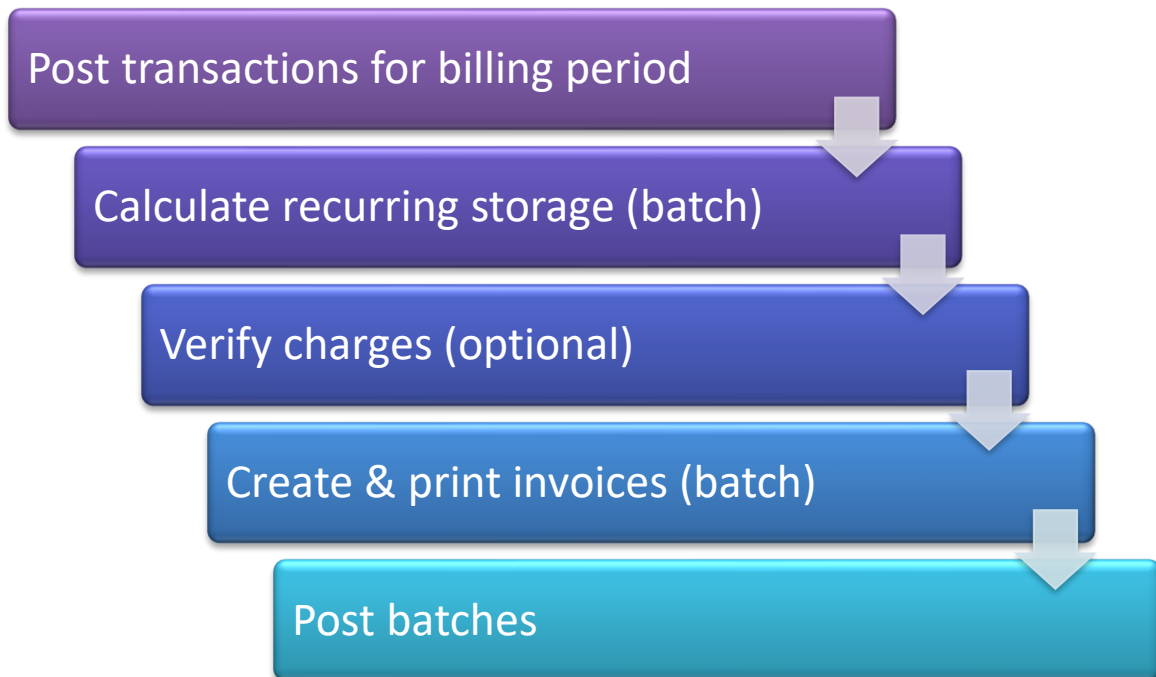 Post transactions for billing period
Calculate recurring storage (batch)
Verify charges (optional)
Create & print invoices (batch)
Post batches